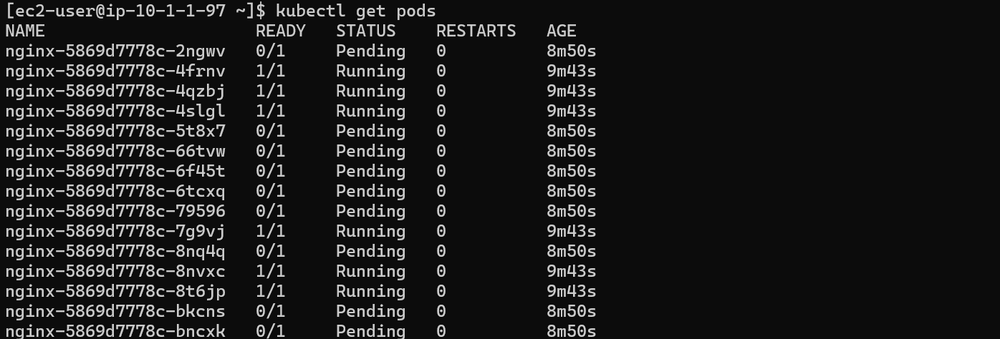 [ec2-user@ip-10-1-1-97 ~]$ kubectl get pods
NAME                     READY   STATUS    RESTARTS   AGE
nginx-5869d7778c-2ngwv   0/1     Pending   0          8m50s
nginx-5869d7778c-4frnv   1/1     Running   0          9m43s
nginx-5869d7778c-4qzbj   1/1     Running   0          9m43s
nginx-5869d7778c-4slgl   1/1     Running   0          9m43s
nginx-5869d7778c-5t8x7   0/1     Pending   0          8m50s
nginx-5869d7778c-66tvw   0/1     Pending   0          8m50s
nginx-5869d7778c-6f45t   0/1     Pending   0          8m50s
nginx-5869d7778c-6tcxq   0/1     Pending   0          8m50s
nginx-5869d7778c-79596   0/1     Pending   0          8m50s
nginx-5869d7778c-7g9vj   1/1     Running   0          9m43s
nginx-5869d7778c-8nq4q   0/1     Pending   0          8m50s
nginx-5869d7778c-8nvxc   1/1     Running   0          9m43s
nginx-5869d7778c-8t6jp   1/1     Running   0          9m43s
nginx-5869d7778c-bkcns   0/1     Pending   0          8m50s
nginx-5869d7778c-bncxk   0/1     Pending   0          8m50s